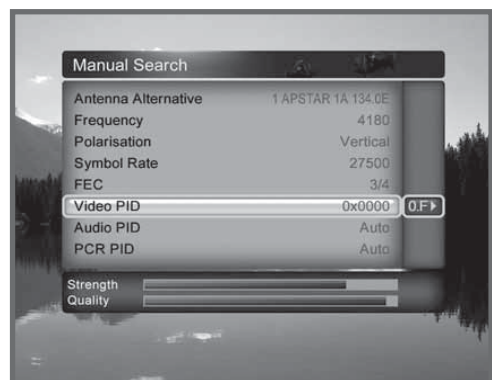 Manual Search
Antenna Alternative 1 APSTAR 1A 134.0E
Frequency 4180
Polarisation Vertical
Symbol Rate 27500
FEC 3/4
Video PID 0x0000 0.F
Audio PID Auto
PCR PID Auto
Strength
Quality